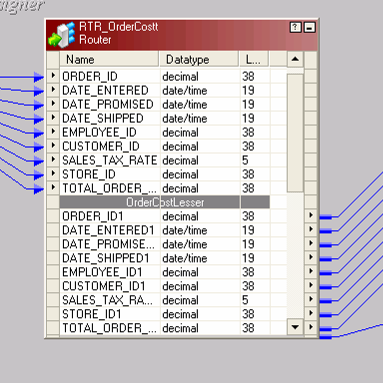 signer
RTR_OrderCostt
Router
Name Datatype L...
ORDER_ID decimal 38
DATE_ENTERED date/time 19
DATE_PROMISED date/time 19
DATE_SHIPPED date/time 19
EMPLOYEE_ID decimal 38
CUSTOMER_ID decimal 38
SALES_TAX_RATE decimal 5
STORE_ID decimal 38
TOTAL_ORDER_... decimal 38
OrderCostLesser
ORDER_ID1 decimal 38
DATE_ENTERED1 date/time 19
DATE_PROMISE... date/time 19
DATE_SHIPPED1 date/time 19
EMPLOYEE_ID1 decimal 38
CUSTOMER_ID1 decimal 38
SALES_TAX_RA... decimal 5
STORE_ID1 decimal 38
TOTAL_ORDER_... decimal 38